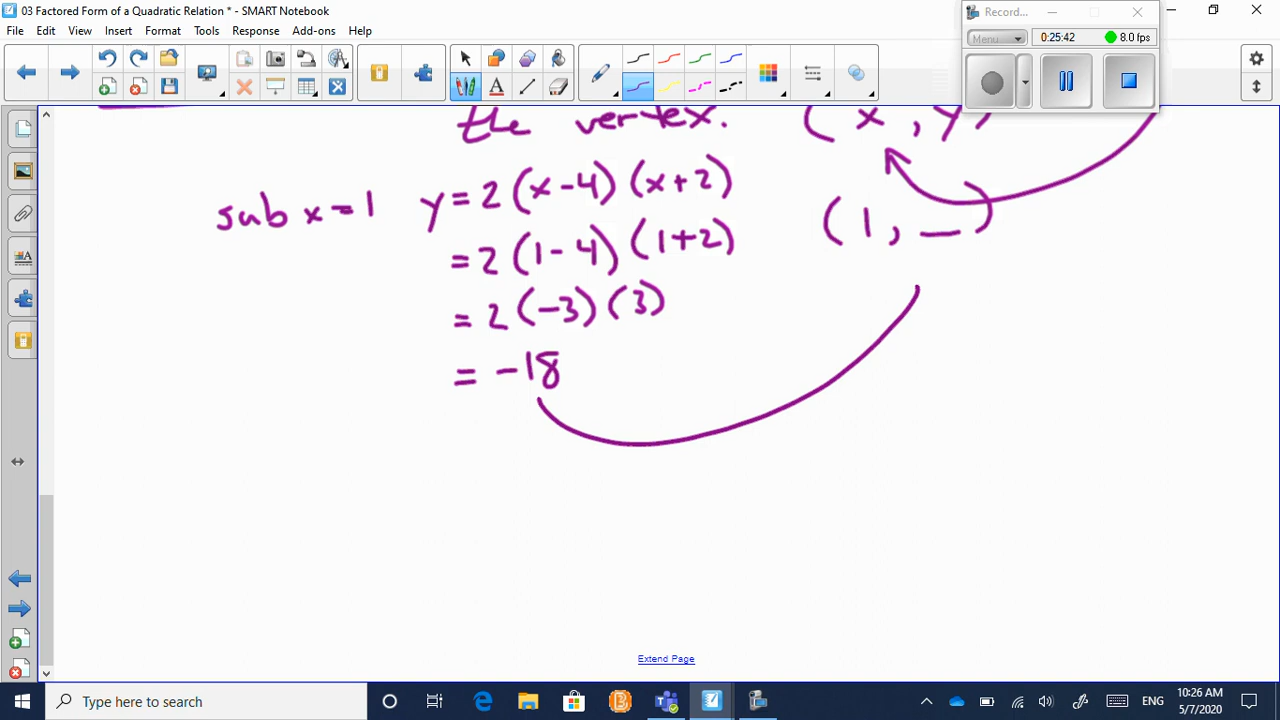 03 Factored Form of a Quadratic Relation * - SMART Notebook
Record...
File Edit View Insert Format Tools Response Add-ons Help
Menu
0:25:42
8.0 fps
the vertex. (x, y)
sub x=1 y=2(x-4)(x+2)
(1, _)
=2(1-4)(1+2)
=2(-3)(3)
= -18
Extend Page
Type here to search
ENG
10:26 AM
5/7/2020